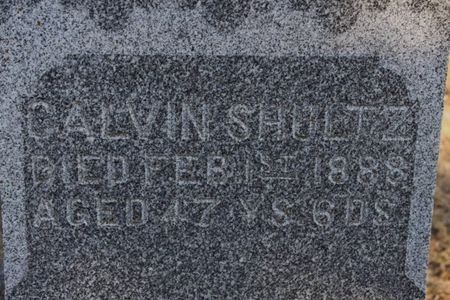 CALVIN SHULTZ
DIED FEB. 1ST 1888
AGED 47 YS. 6 DS.